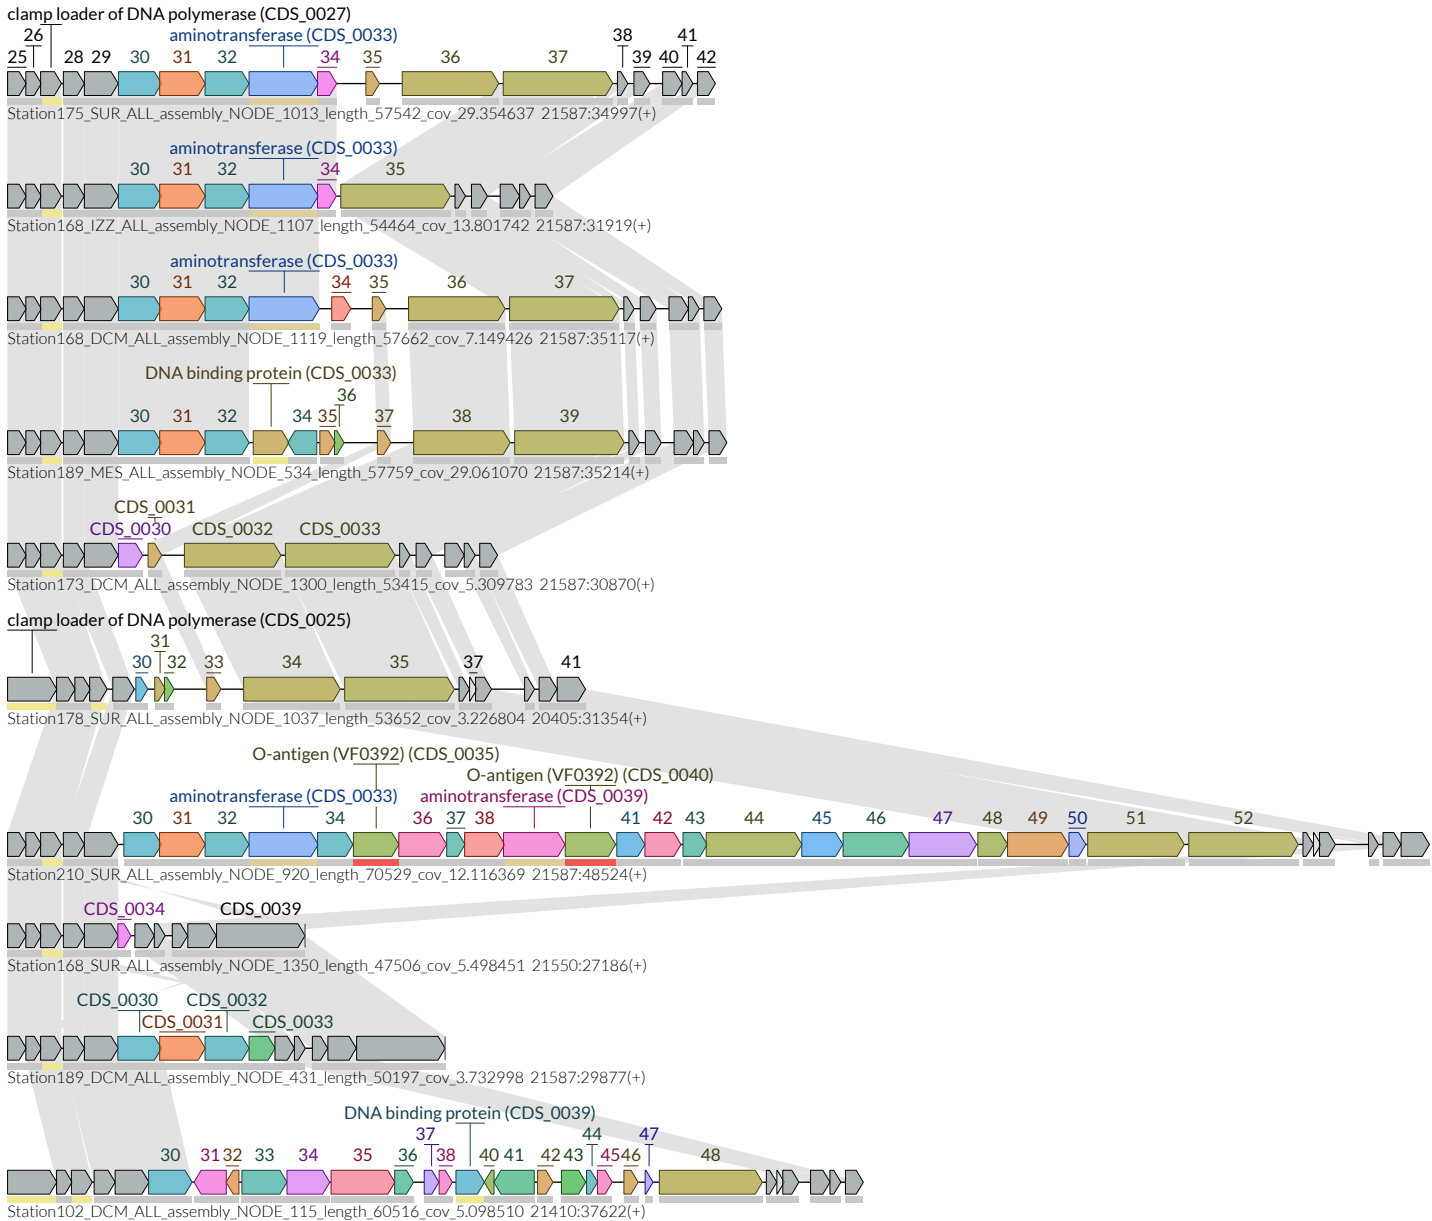 clamp loader of DNA polymerase (CDS_0027)
26 aminotransferase (CDS_0033) 38 41
25 28 29 30 31 32 34 35 36 37 39 40 42
Station175_SUR_ALL_assembly_NODE_1013_length_57542_cov_29.354637 21587:34997(+)
aminotransferase (CDS_0033)
30 31 32 34 35
Station168_IZZ_ALL_assembly_NODE_1107_length_54464_cov_13.801742 21587:31919(+)
aminotransferase (CDS_0033)
30 31 32 34 35 36 37
Station168_DCM_ALL_assembly_NODE_1119_length_57662_cov_7.149426 21587:35117(+)
DNA binding protein (CDS_0033)
36
30 31 32 34 35 37 38 39
Station189_MES_ALL_assembly_NODE_534_length_57759_cov_29.061070 21587:35214(+)
CDS_0031
CDS_0030 CDS_0032 CDS_0033
Station173_DCM_ALL_assembly_NODE_1300_length_53415_cov_5.309783 21587:30870(+)
clamp loader of DNA polymerase (CDS_0025)
31
30 32 33 34 35 37 41
Station178_SUR_ALL_assembly_NODE_1037_length_53652_cov_3.226804 20405:31354(+)
O-antigen (VF0392) (CDS_0035)
O-antigen (VF0392) (CDS_0040)
aminotransferase (CDS_0033) aminotransferase (CDS_0039)
30 31 32 34 36 37 38 41 42 43 44 45 46 47 48 49 50 51 52
Station210_SUR_ALL_assembly_NODE_920_length_70529_cov_12.116369 21587:48524(+)
CDS_0034 CDS_0039
Station168_SUR_ALL_assembly_NODE_1350_length_47506_cov_5.498451 21550:27186(+)
CDS_0030 CDS_0032
CDS_0031 CDS_0033
Station189_DCM_ALL_assembly_NODE_431_length_50197_cov_3.732998 21587:29877(+)
DNA binding protein (CDS_0039)
37 44 47
30 31 32 33 34 35 36 38 40 41 42 43 45 46 48
Station102_DCM_ALL_assembly_NODE_115_length_60516_cov_5.098510 21410:37622(+)